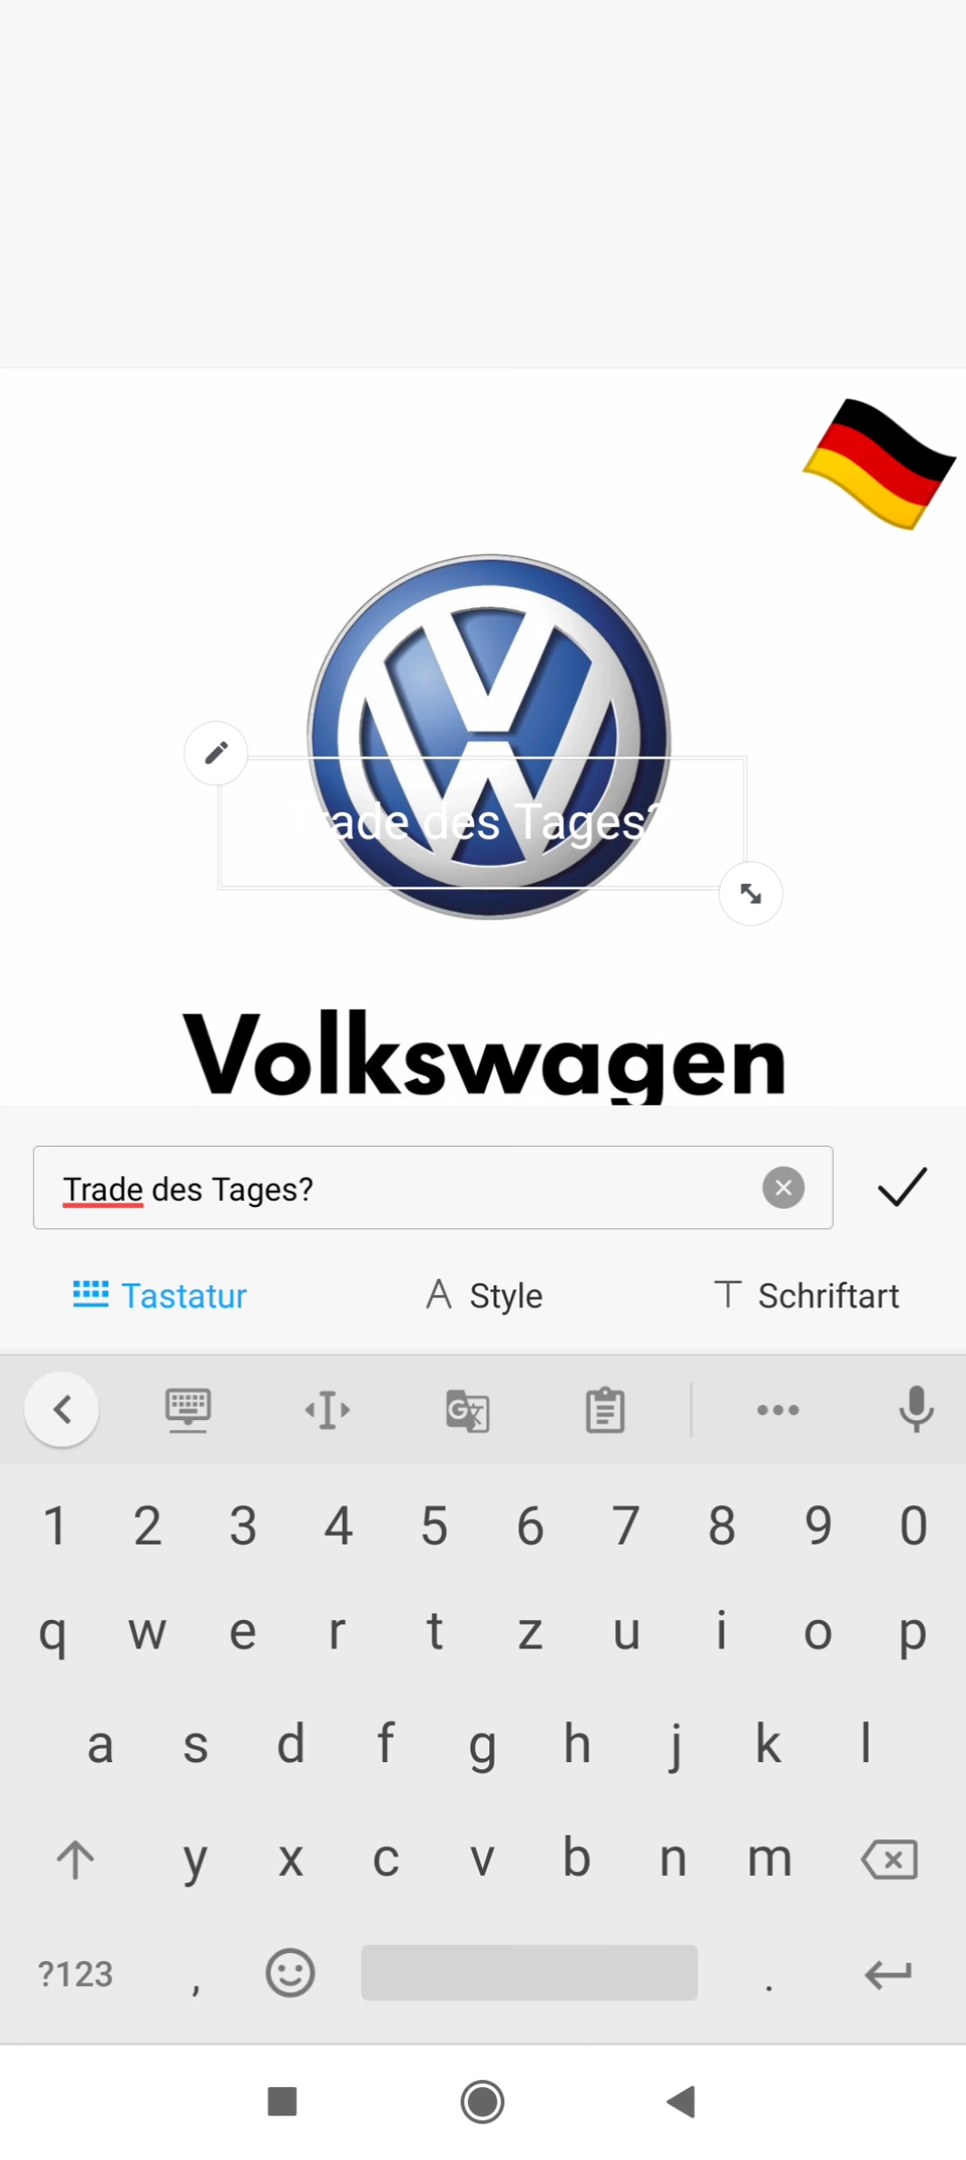 Trade des Tages?
Volkswagen
Trade des Tages?
Tastatur
A Style
T Schriftart
1 2 3 4 5 6 7 8 9 0
q w e r t z u i o p
a s d f g h j k l
y x c v b n m
?123 , .